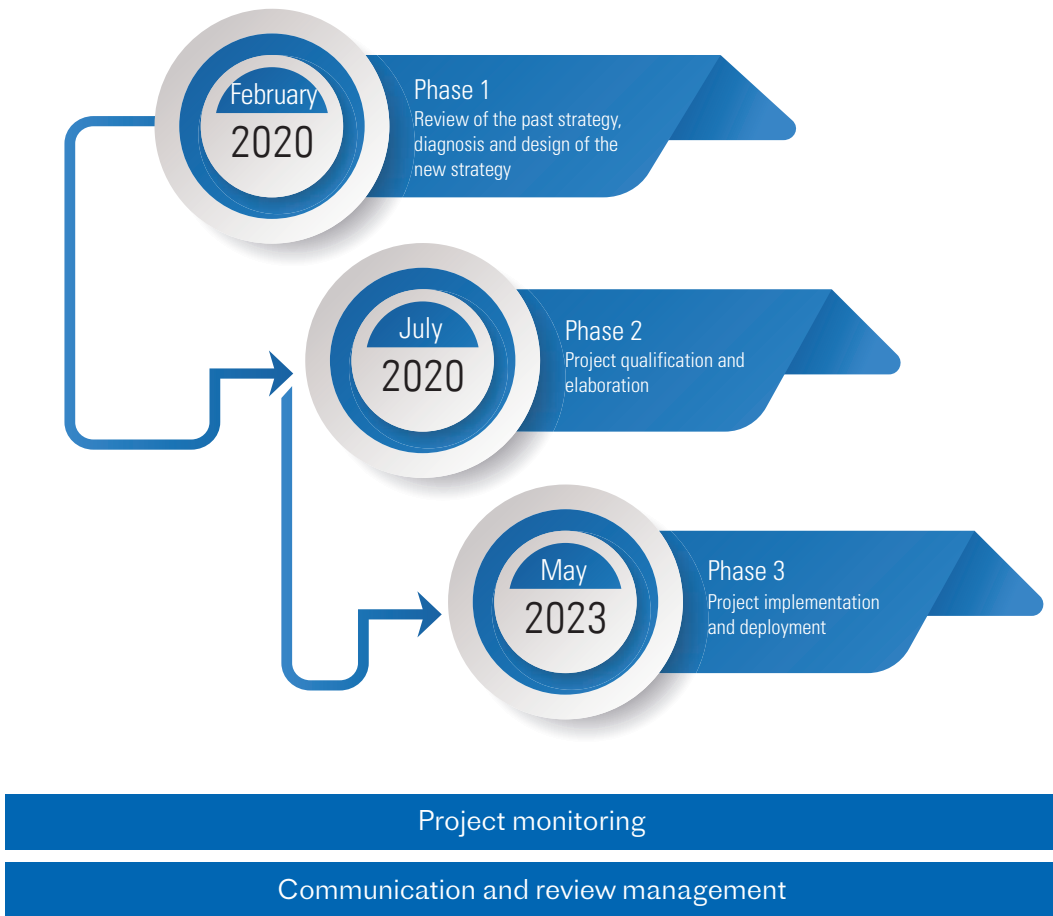 February
2020
Phase 1
Review of the past strategy,
diagnosis and design of the
new strategy
July
2020
Phase 2
Project qualification and
elaboration
May
2023
Phase 3
Project implementation
and deployment
Project monitoring
Communication and review management